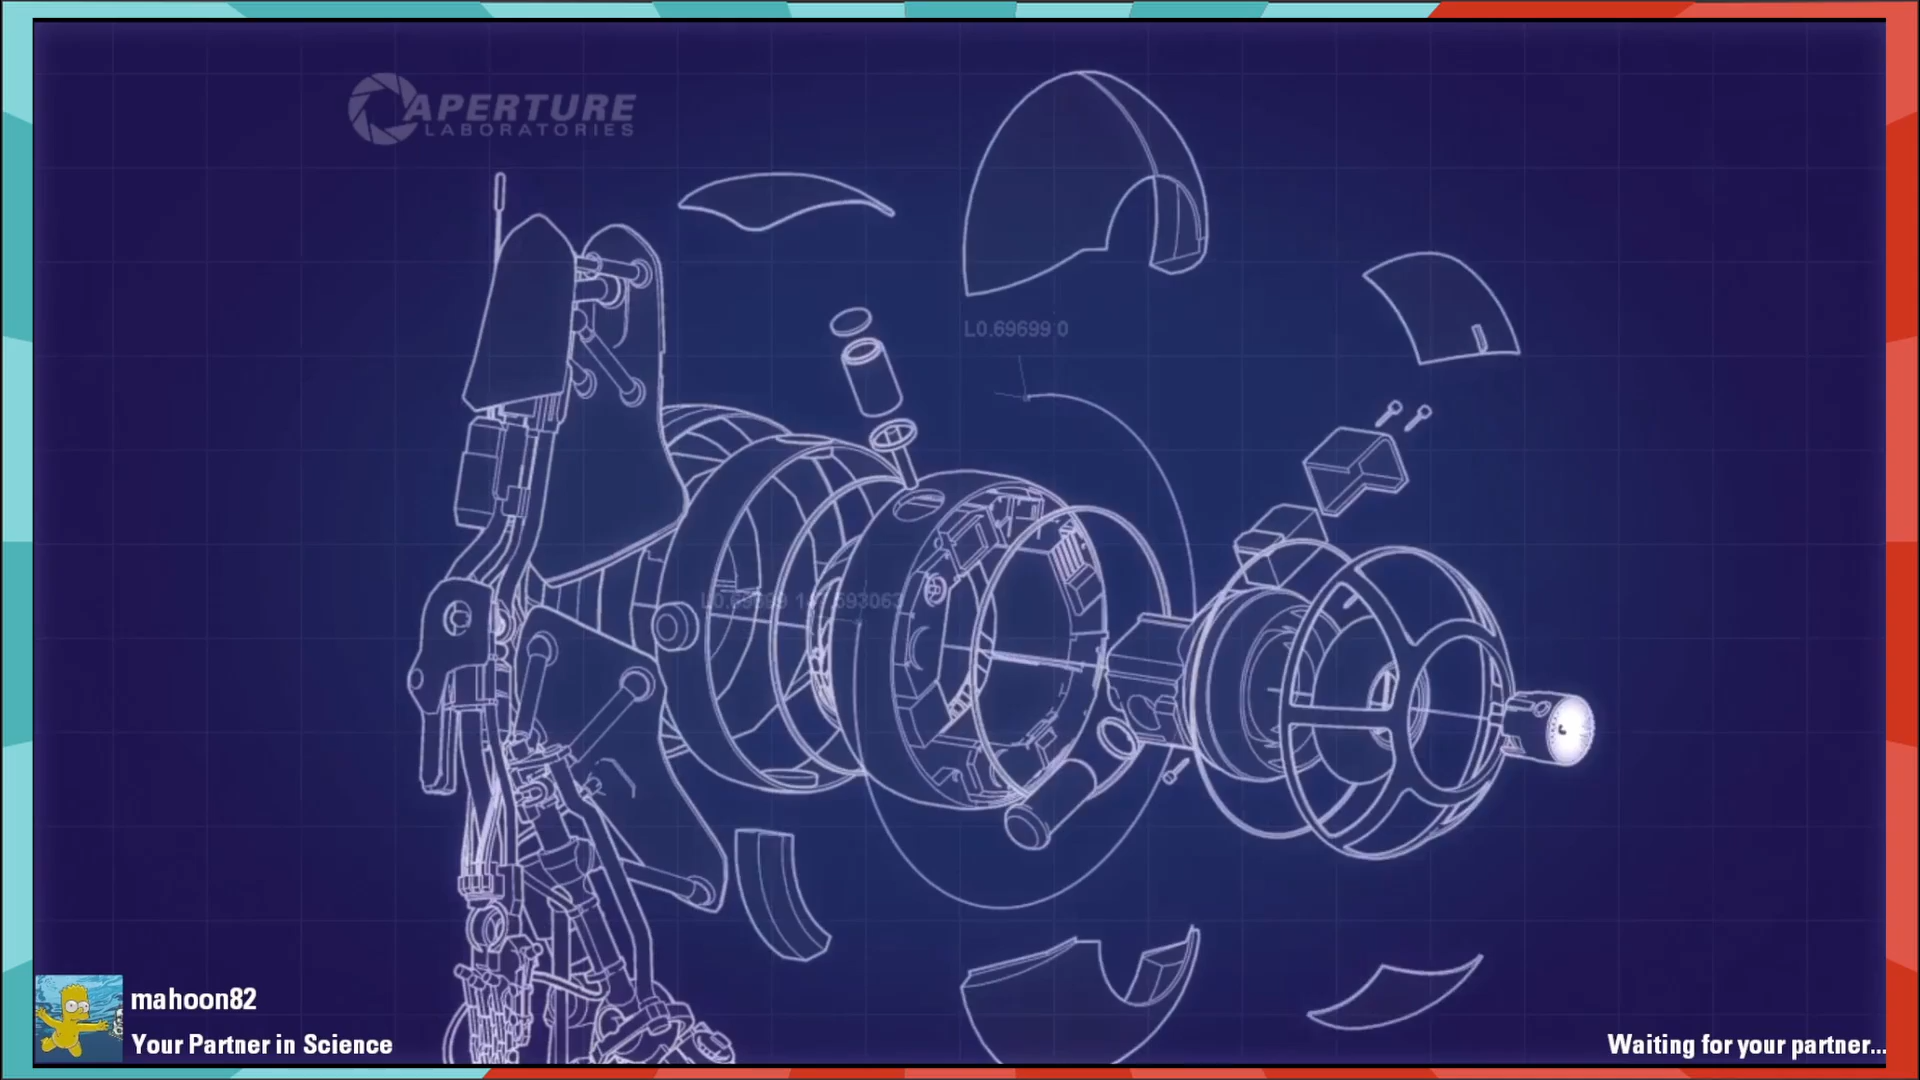 APERTURE
LABORATORIES
L0.69699 0
mahoon82
Your Partner in Science
Waiting for your partner...